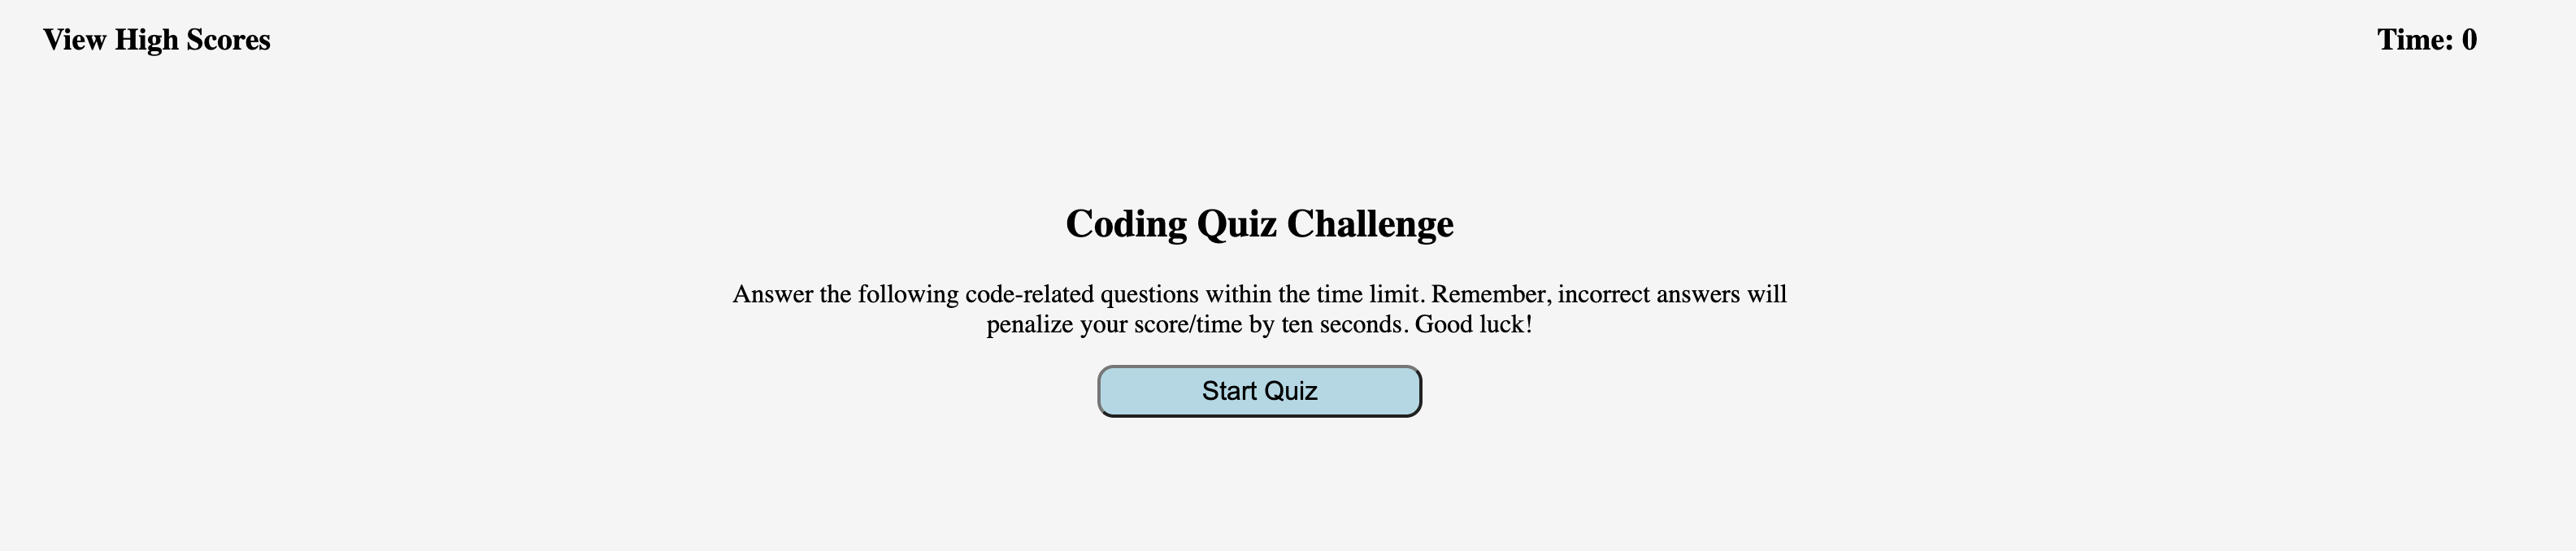 View High Scores
Time: 0
Coding Quiz Challenge
Answer the following code-related questions within the time limit. Remember, incorrect answers will
penalize your score/time by ten seconds. Good luck!
Start Quiz